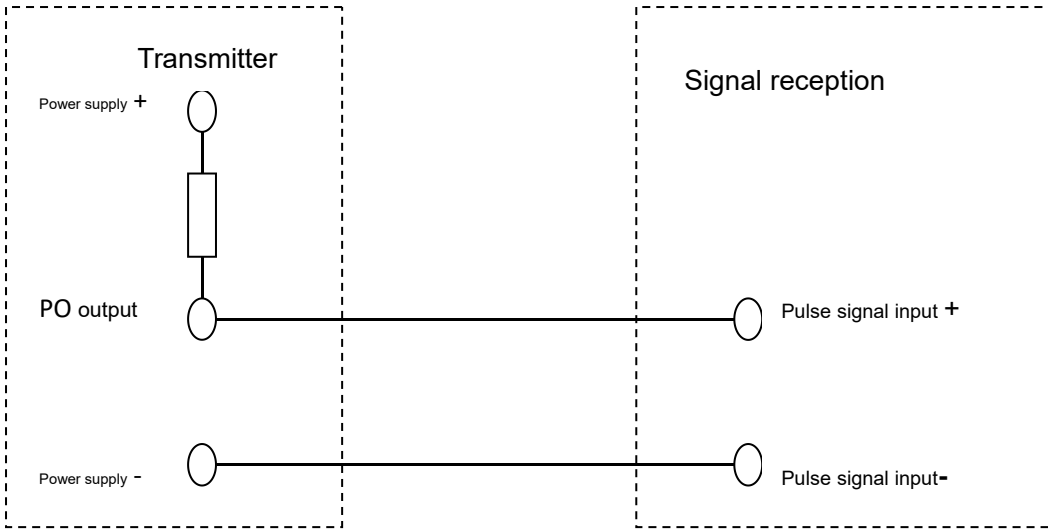 Transmitter
Signal reception
Power supply +
PO output
Pulse signal input +
Power supply -
Pulse signal input-